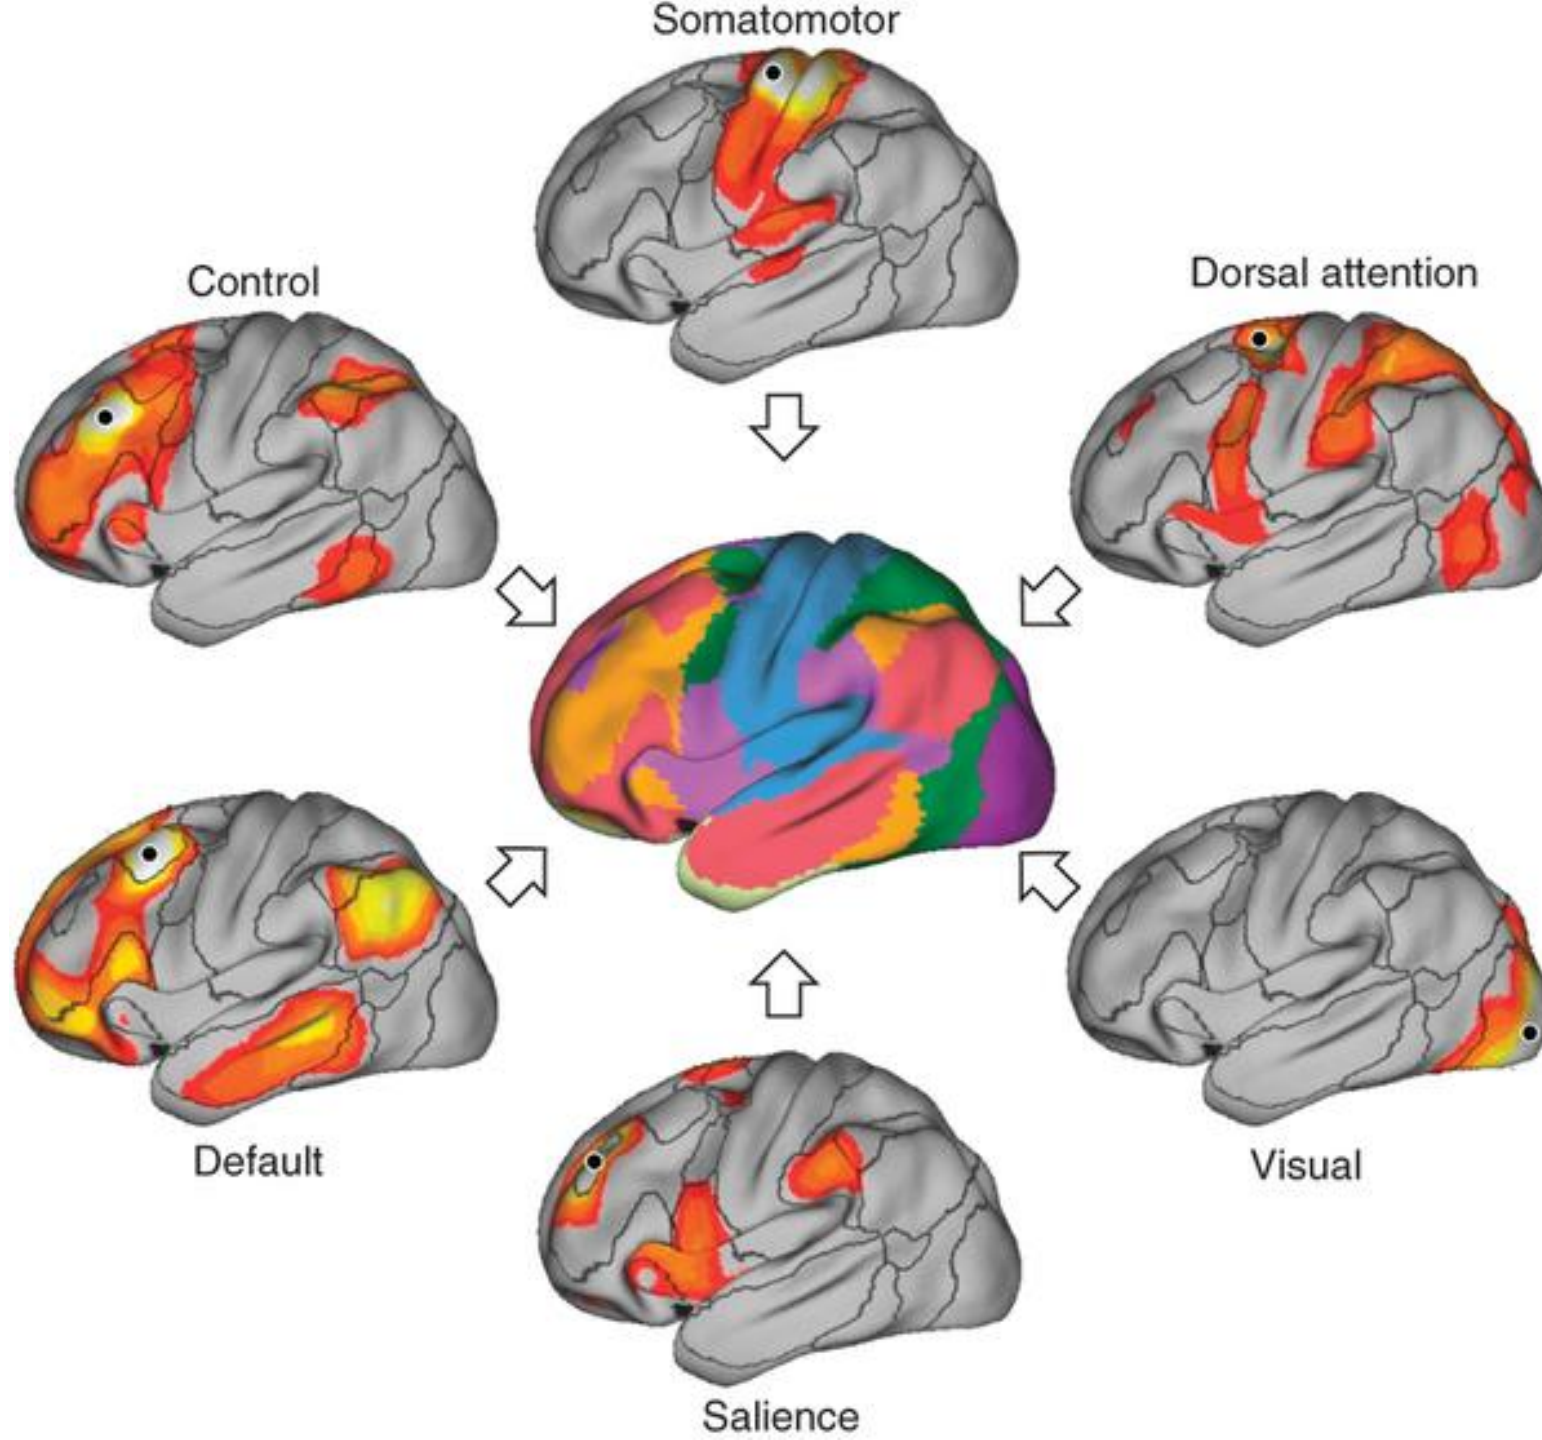 Somatomotor
Control
Dorsal attention
Default
Visual
Salience